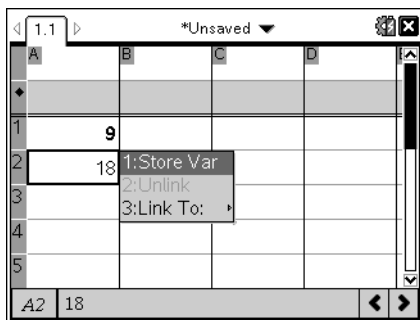 1.1 *Unsaved
A B C D E
1 9
2 18 1:Store Var
2:Unlink
3 3:Link To:
4
5
A2 18